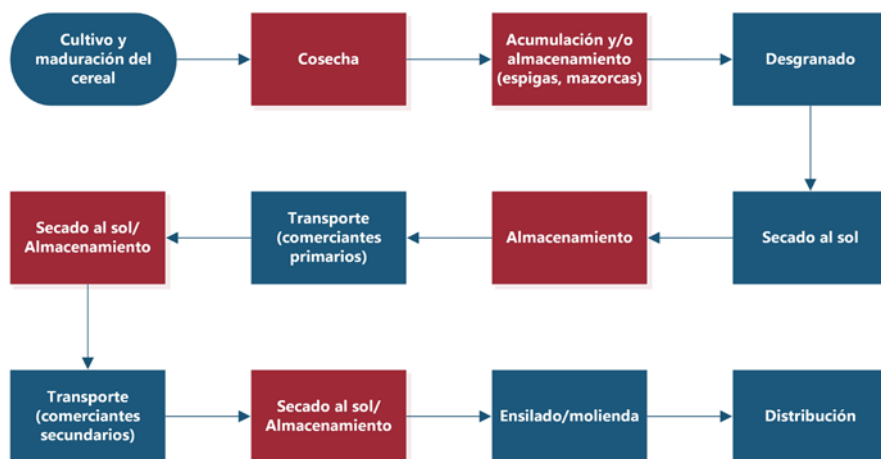 Cultivo y
maduración del
cereal
Cosecha
Acumulación y/o
almacenamiento
(espigas, mazorcas)
Desgranado
Secado al sol
Almacenamiento
Transporte
(comerciantes
primarios)
Secado al sol/
Almacenamiento
Transporte
(comerciantes
secundarios)
Secado al sol/
Almacenamiento
Ensilado/molienda
Distribución